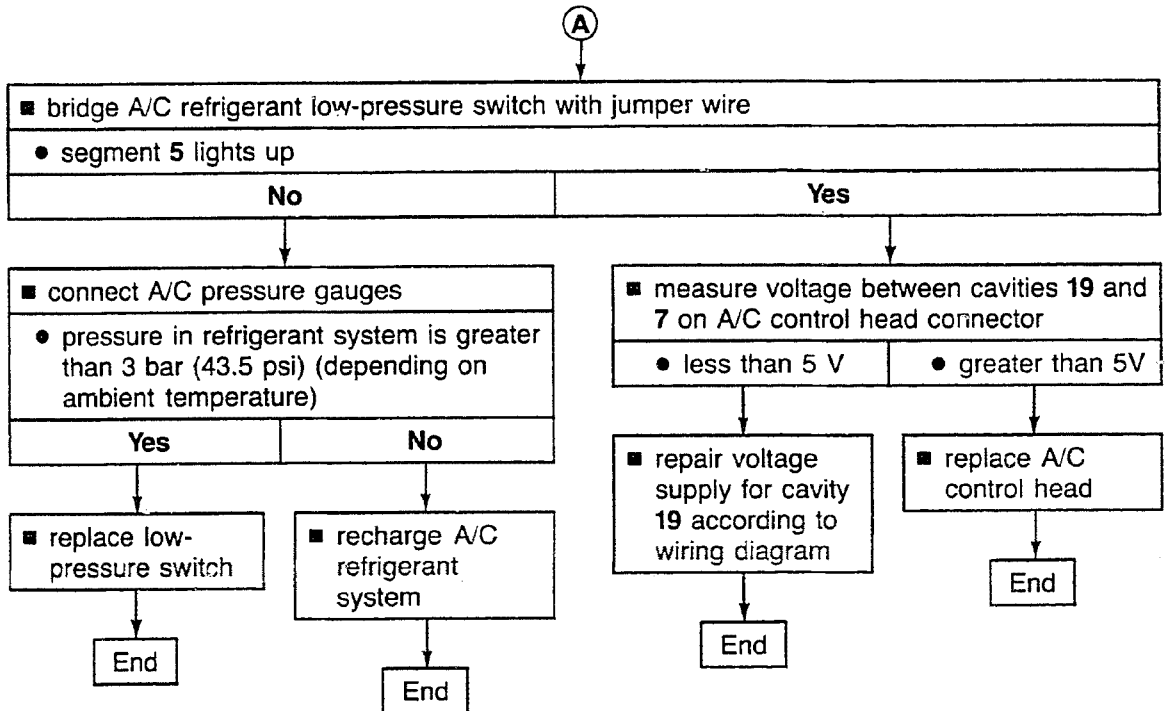 A
■ bridge A/C refrigerant low-pressure switch with jumper wire
● segment 5 lights up
No
Yes
■ connect A/C pressure gauges
● pressure in refrigerant system is greater
than 3 bar (43.5 psi) (depending on
ambient temperature)
Yes
No
■ replace low-
pressure switch
End
■ recharge A/C
refrigerant
system
End
■ measure voltage between cavities 19 and
7 on A/C control head connector
● less than 5 V
● greater than 5V
■ repair voltage
supply for cavity
19 according to
wiring diagram
End
■ replace A/C
control head
End